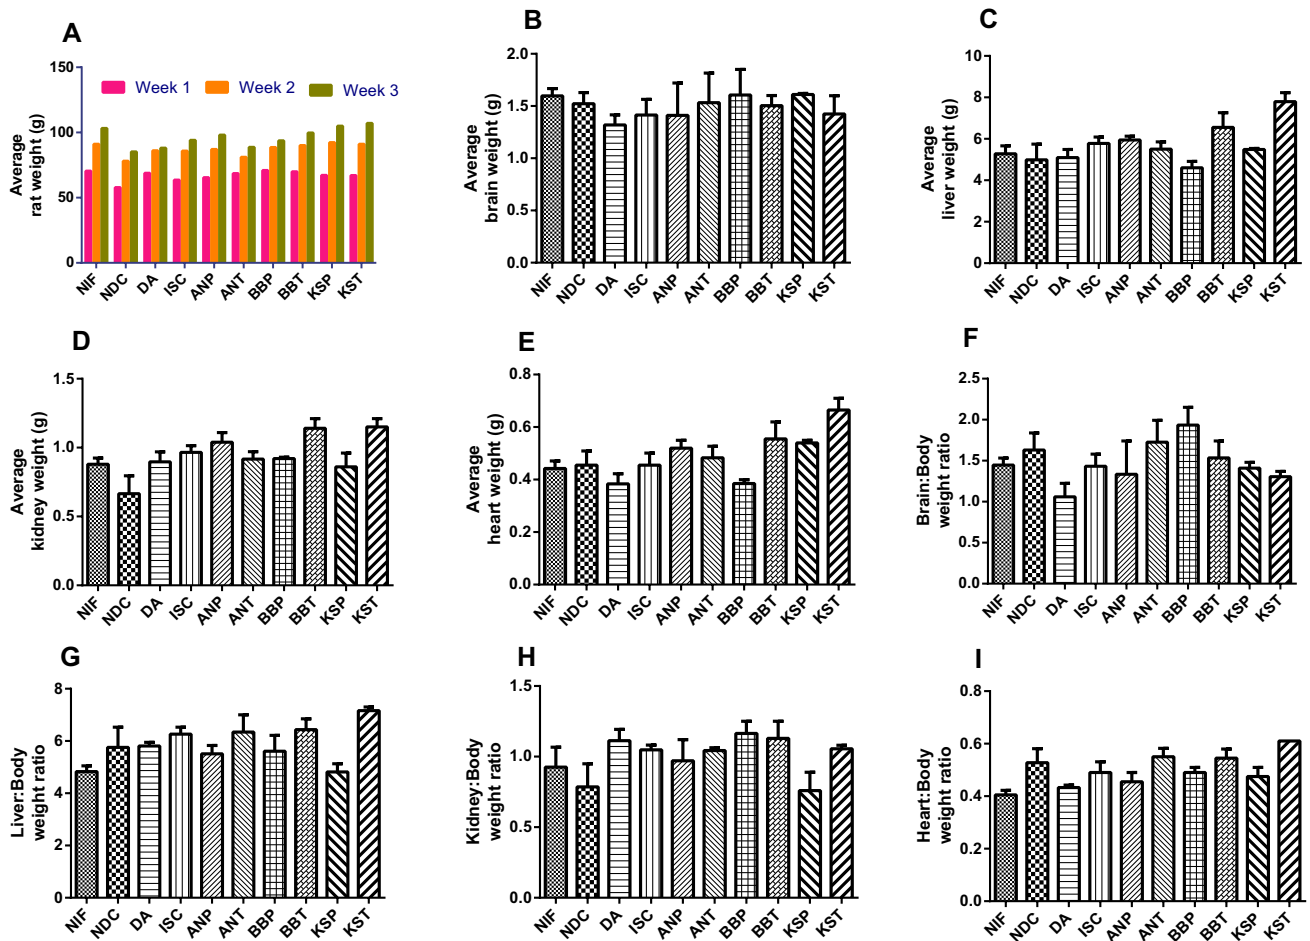 A
Average
rat weight (g)
150
100
50
0
Week 1
Week 2
Week 3
NIF
NDC
DA
ISC
ANP
ANT
BBP
BBT
KSP
KST
B
Average
brain weight (g)
2.0
1.5
1.0
0.5
0.0
NIF
NDC
DA
ISC
ANP
ANT
BBP
BBT
KSP
KST
C
Average
liver weight (g)
10
8
6
4
2
0
NIF
NDC
DA
ISC
ANP
ANT
BBP
BBT
KSP
KST
D
Average
kidney weight (g)
1.5
1.0
0.5
0.0
NIF
NDC
DA
ISC
ANP
ANT
BBP
BBT
KSP
KST
E
Average
heart weight (g)
0.8
0.6
0.4
0.2
0.0
NIF
NDC
DA
ISC
ANP
ANT
BBP
BBT
KSP
KST
F
Brain:Body
weight ratio
2.5
2.0
1.5
1.0
0.5
0.0
NIF
NDC
DA
ISC
ANP
ANT
BBP
BBT
KSP
KST
G
Liver:Body
weight ratio
8
6
4
2
0
NIF
NDC
DA
ISC
ANP
ANT
BBP
BBT
KSP
KST
H
Kidney:Body
weight ratio
1.5
1.0
0.5
0.0
NIF
NDC
DA
ISC
ANP
ANT
BBP
BBT
KSP
KST
I
Heart:Body
weight ratio
0.8
0.6
0.4
0.2
0.0
NIF
NDC
DA
ISC
ANP
ANT
BBP
BBT
KSP
KST